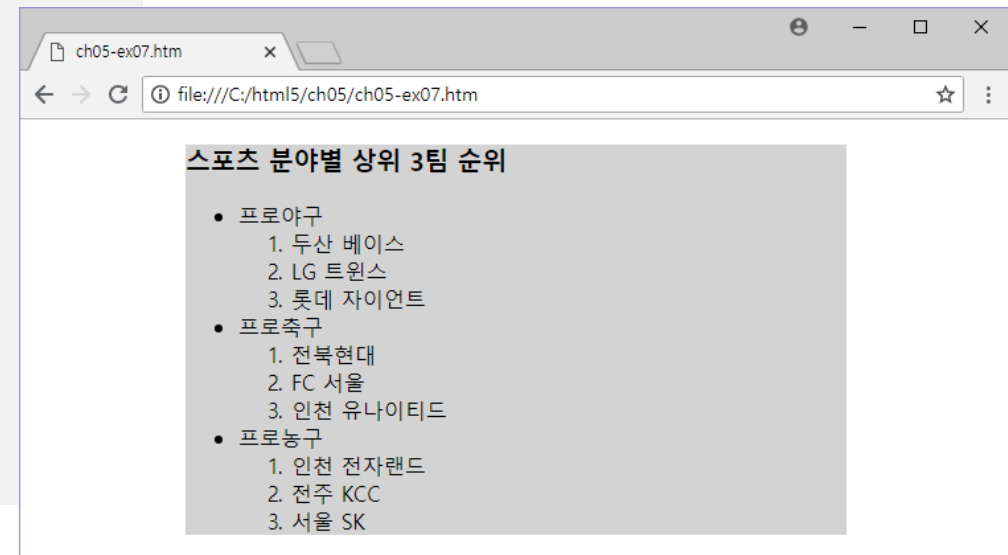 ch05-ex07.htm
file:///C:/html5/ch05/ch05-ex07.htm
스포츠 분야별 상위 3팀 순위
• 프로야구
1. 두산 베이스
2. LG 트윈스
3. 롯데 자이언트
• 프로축구
1. 전북현대
2. FC 서울
3. 인천 유나이티드
• 프로농구
1. 인천 전자랜드
2. 전주 KCC
3. 서울 SK